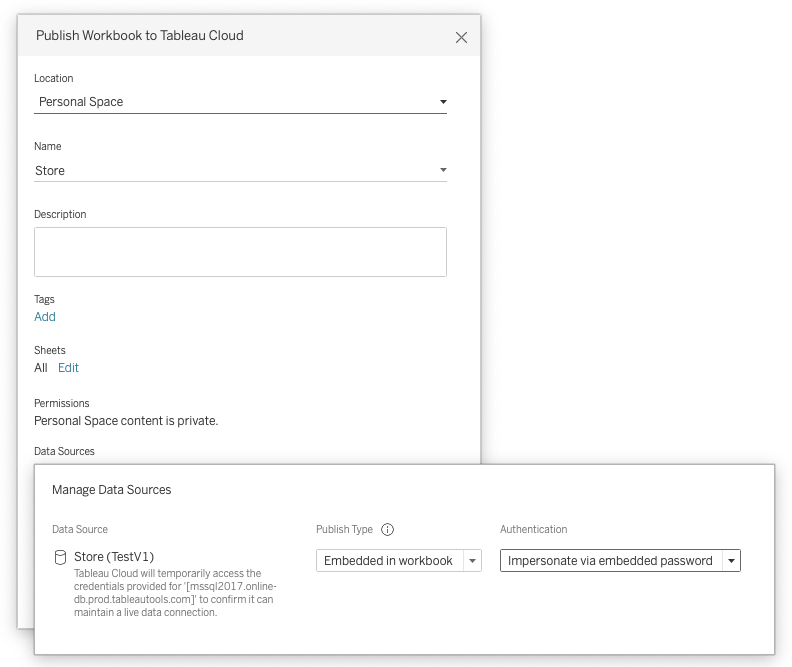 Publish Workbook to Tableau Cloud
Location
Personal Space
Name
Store
Description
Tags
Add
Sheets
All Edit
Permissions
Personal Space content is private.
Data Sources
Manage Data Sources
Data Source Publish Type Authentication
Store (TestV1) Embedded in workbook Impersonate via embedded password
Tableau Cloud will temporarily access the
credentials provided for '[mssql2017.online-
db.prod.tableautools.com]' to confirm it can
maintain a live data connection.